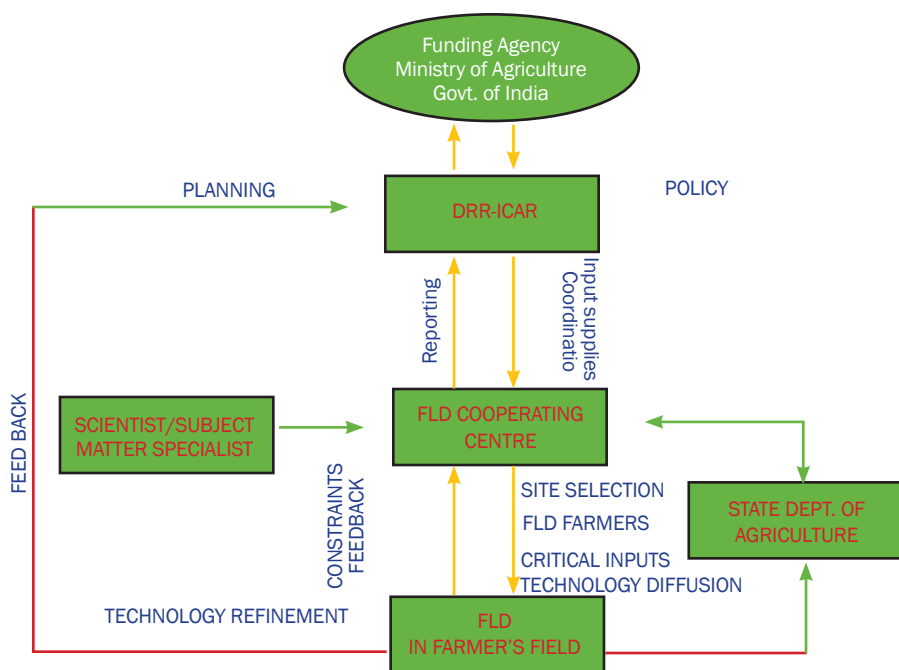 Funding Agency
Ministry of Agriculture
Govt. of India
PLANNING
POLICY
DRR-ICAR
Reporting
Input supplies
Coordinatio
FEED BACK
SCIENTIST/SUBJECT
MATTER SPECIALIST
FLD COOPERATING
CENTRE
CONSTRAINTS
FEEDBACK
SITE SELECTION
FLD FARMERS
CRITICAL INPUTS
TECHNOLOGY DIFFUSION
STATE DEPT. OF
AGRICULTURE
TECHNOLOGY REFINEMENT
FLD
IN FARMER'S FIELD